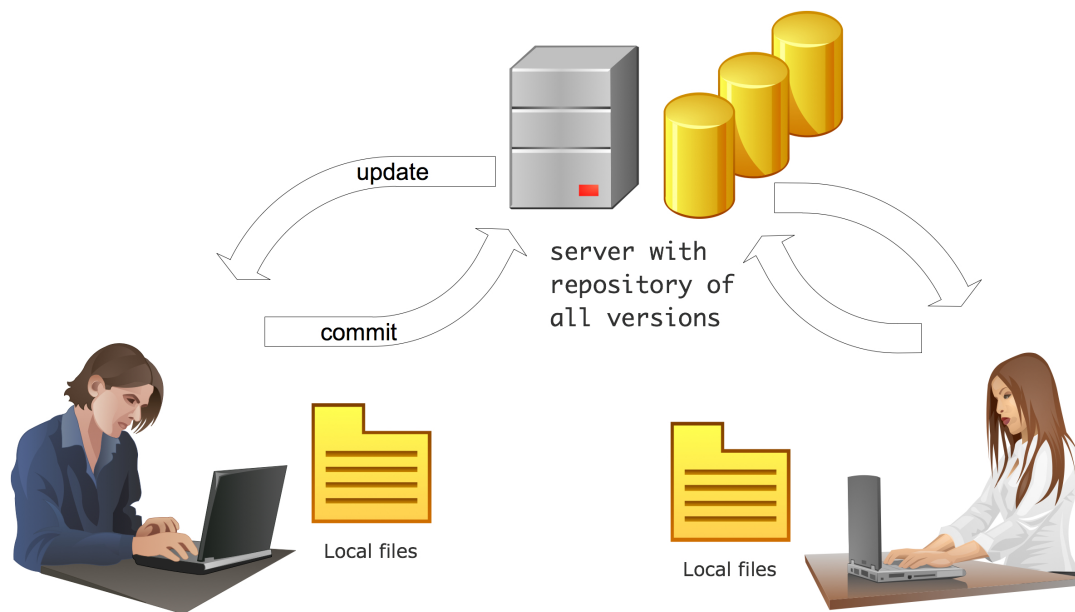 update
server with
repository of
all versions
commit
Local files
Local files